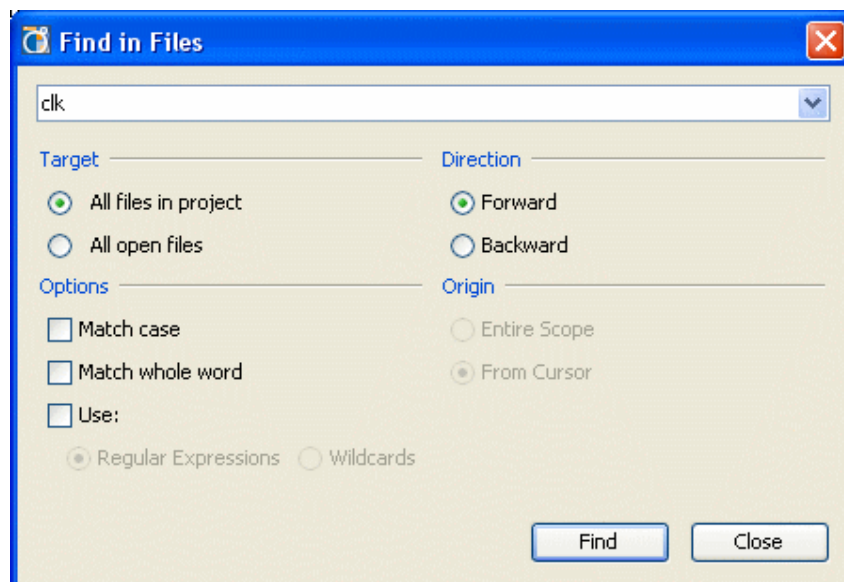 Find in Files
clk
Target
All files in project
All open files
Direction
Forward
Backward
Options
Match case
Match whole word
Use:
Regular Expressions Wildcards
Origin
Entire Scope
From Cursor
Find Close